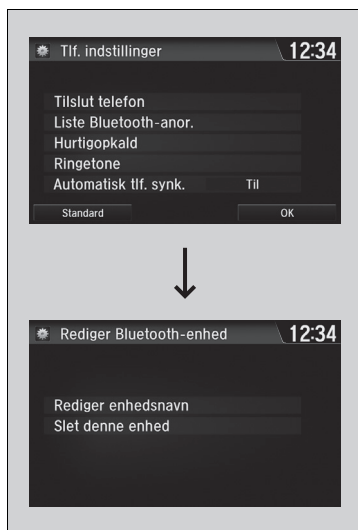 Tlf. indstillinger 12:34
Tilslut telefon
Liste Bluetooth-anor.
Hurtigopkald
Ringetone
Automatisk tlf. synk. Til
Standard OK
Rediger Bluetooth-enhed 12:34
Rediger enhedsnavn
Slet denne enhed